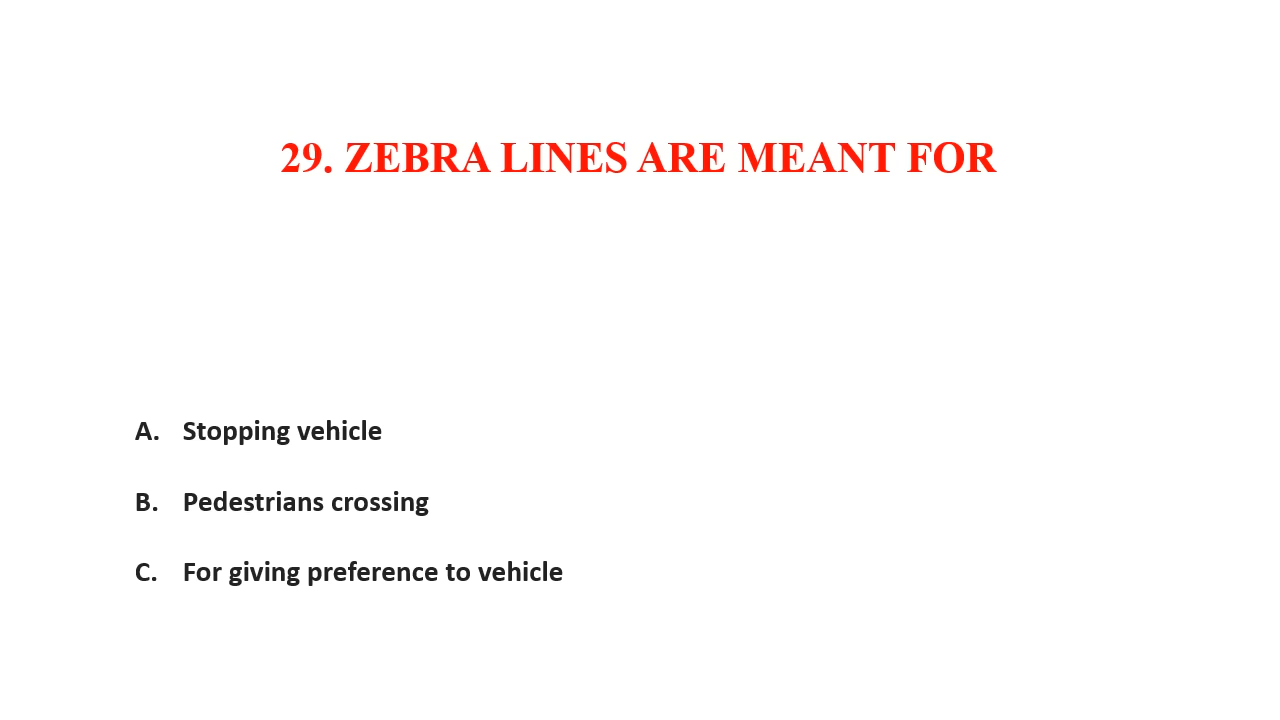 29. ZEBRA LINES ARE MEANT FOR
A. Stopping vehicle
B. Pedestrians crossing
C. For giving preference to vehicle